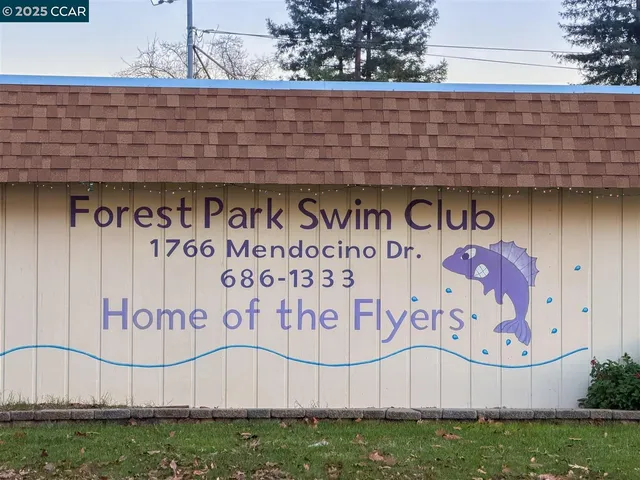 © 2025 CCAR
Forest Park Swim Club
1766 Mendocino Dr.
686-1333
Home of the Flyers